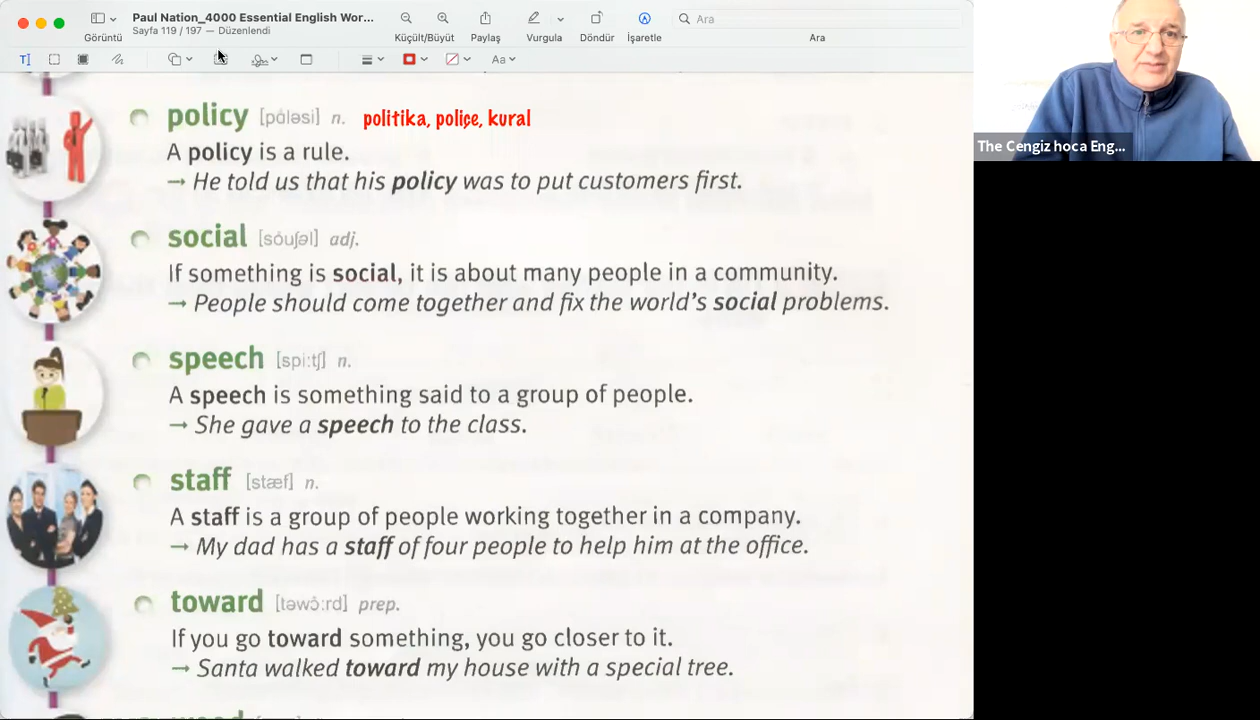 Paul Nation_4000 Essential English Wor...
Sayfa 119 / 197 — Düzenlendi
Görüntü
Küçült/Büyüt
Paylaş
Vurgula
Döndür
İşaretle
Ara
Ara
Aa
policy [pάləsi] n. politika, poliçe, kural
A policy is a rule.
→ He told us that his policy was to put customers first.
social [sóuʃəl] adj.
If something is social, it is about many people in a community.
→ People should come together and fix the world's social problems.
speech [spi:tʃ] n.
A speech is something said to a group of people.
→ She gave a speech to the class.
staff [stæf] n.
A staff is a group of people working together in a company.
→ My dad has a staff of four people to help him at the office.
toward [təwɔ́:rd] prep.
If you go toward something, you go closer to it.
→ Santa walked toward my house with a special tree.
The Cengiz hoca Eng...